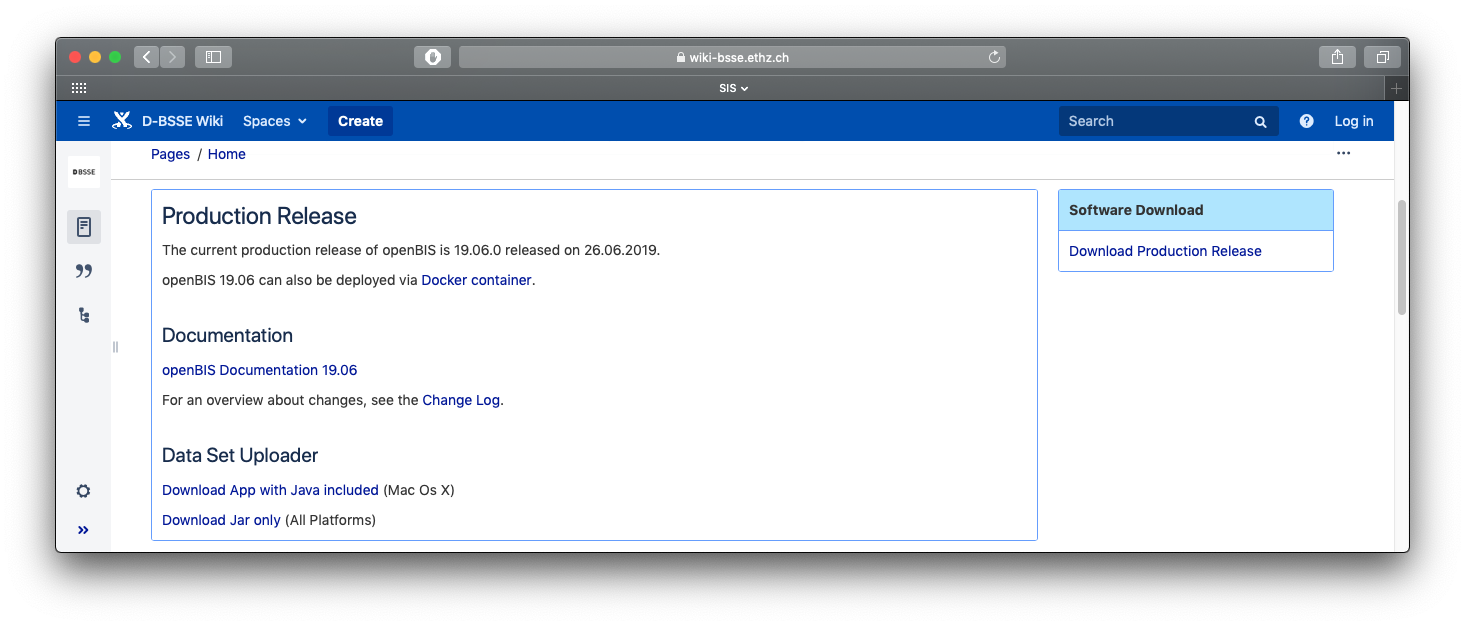 wiki-bsse.ethz.ch
SIS
D-BSSE Wiki Spaces Create Search Log in
DBSSE
Pages / Home
Production Release
The current production release of openBIS is 19.06.0 released on 26.06.2019.
openBIS 19.06 can also be deployed via Docker container.
Documentation
openBIS Documentation 19.06
For an overview about changes, see the Change Log.
Data Set Uploader
Download App with Java included (Mac Os X)
Download Jar only (All Platforms)
Software Download
Download Production Release